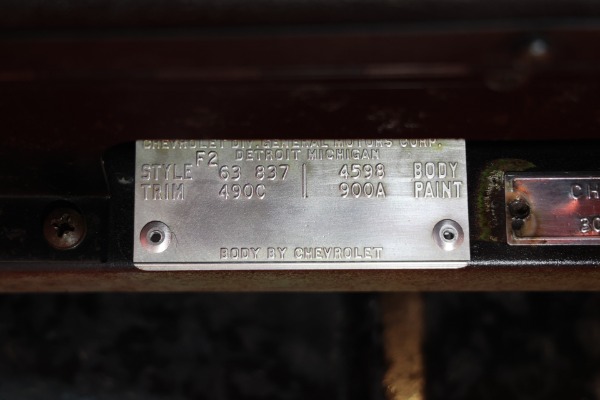 CHEVROLET DIV. GENERAL MOTORS CORP.
F2 DETROIT MICHIGAN
STYLE 63 837 4598 BODY
TRIM 490C 900A PAINT
BODY BY CHEVROLET
CH